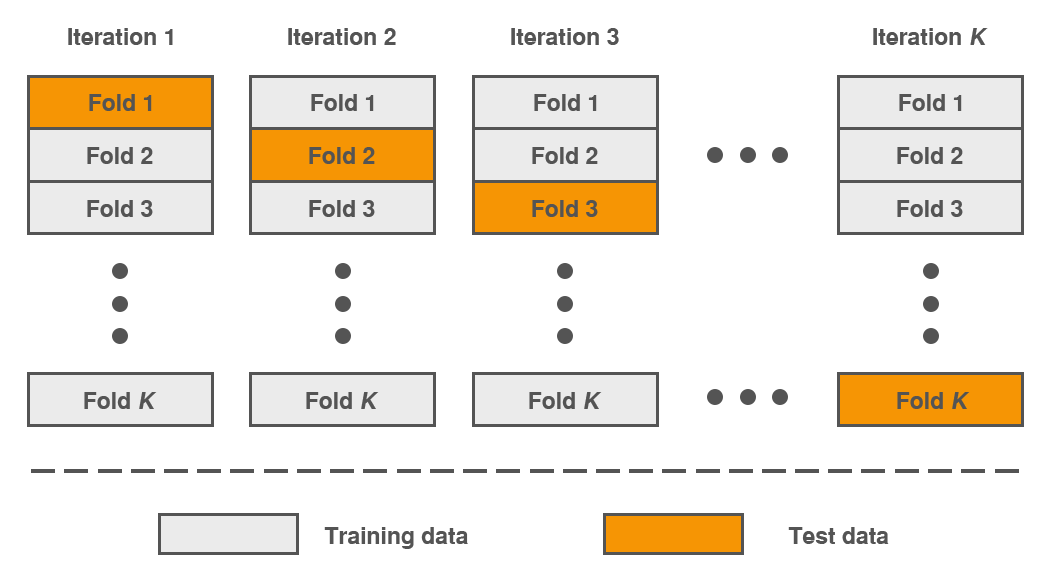 Iteration 1 Iteration 2 Iteration 3 Iteration K
Fold 1 Fold 1 Fold 1 Fold 1
Fold 2 Fold 2 Fold 2 Fold 2
Fold 3 Fold 3 Fold 3 Fold 3
Fold K Fold K Fold K Fold K
Training data Test data